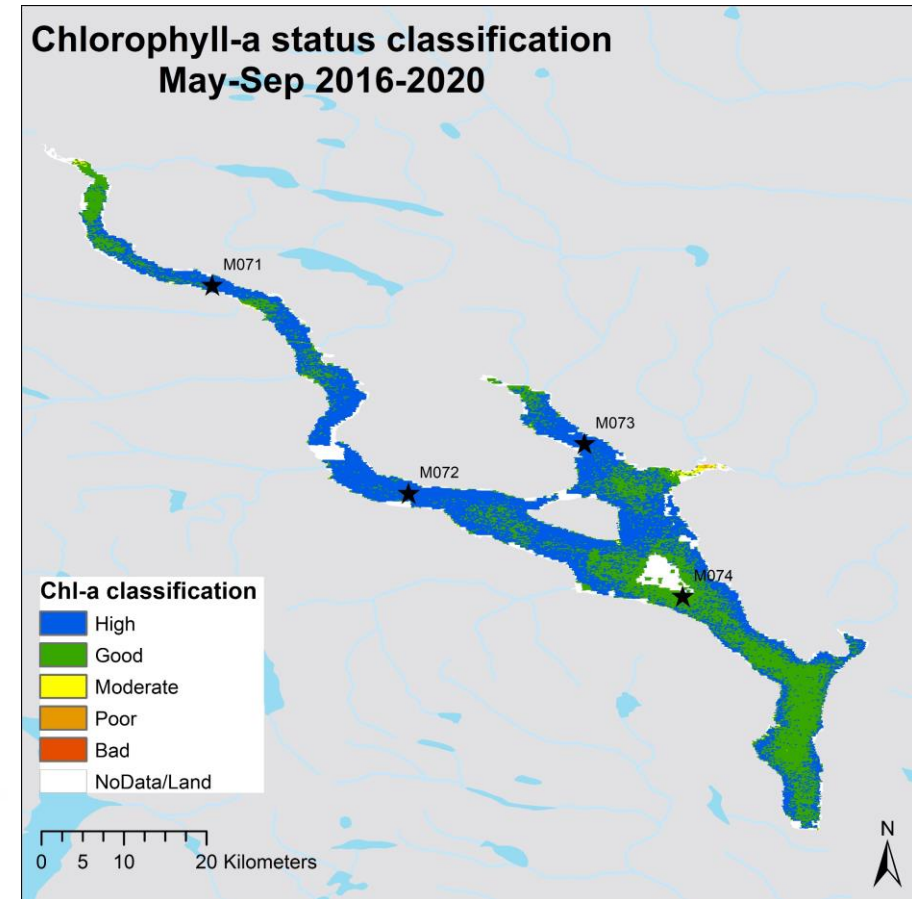 Chlorophyll-a status classification
May-Sep 2016-2020
M071
M073
M072
M074
Chl-a classification
High
Good
Moderate
Poor
Bad
NoData/Land
0 5 10 20 Kilometers
N